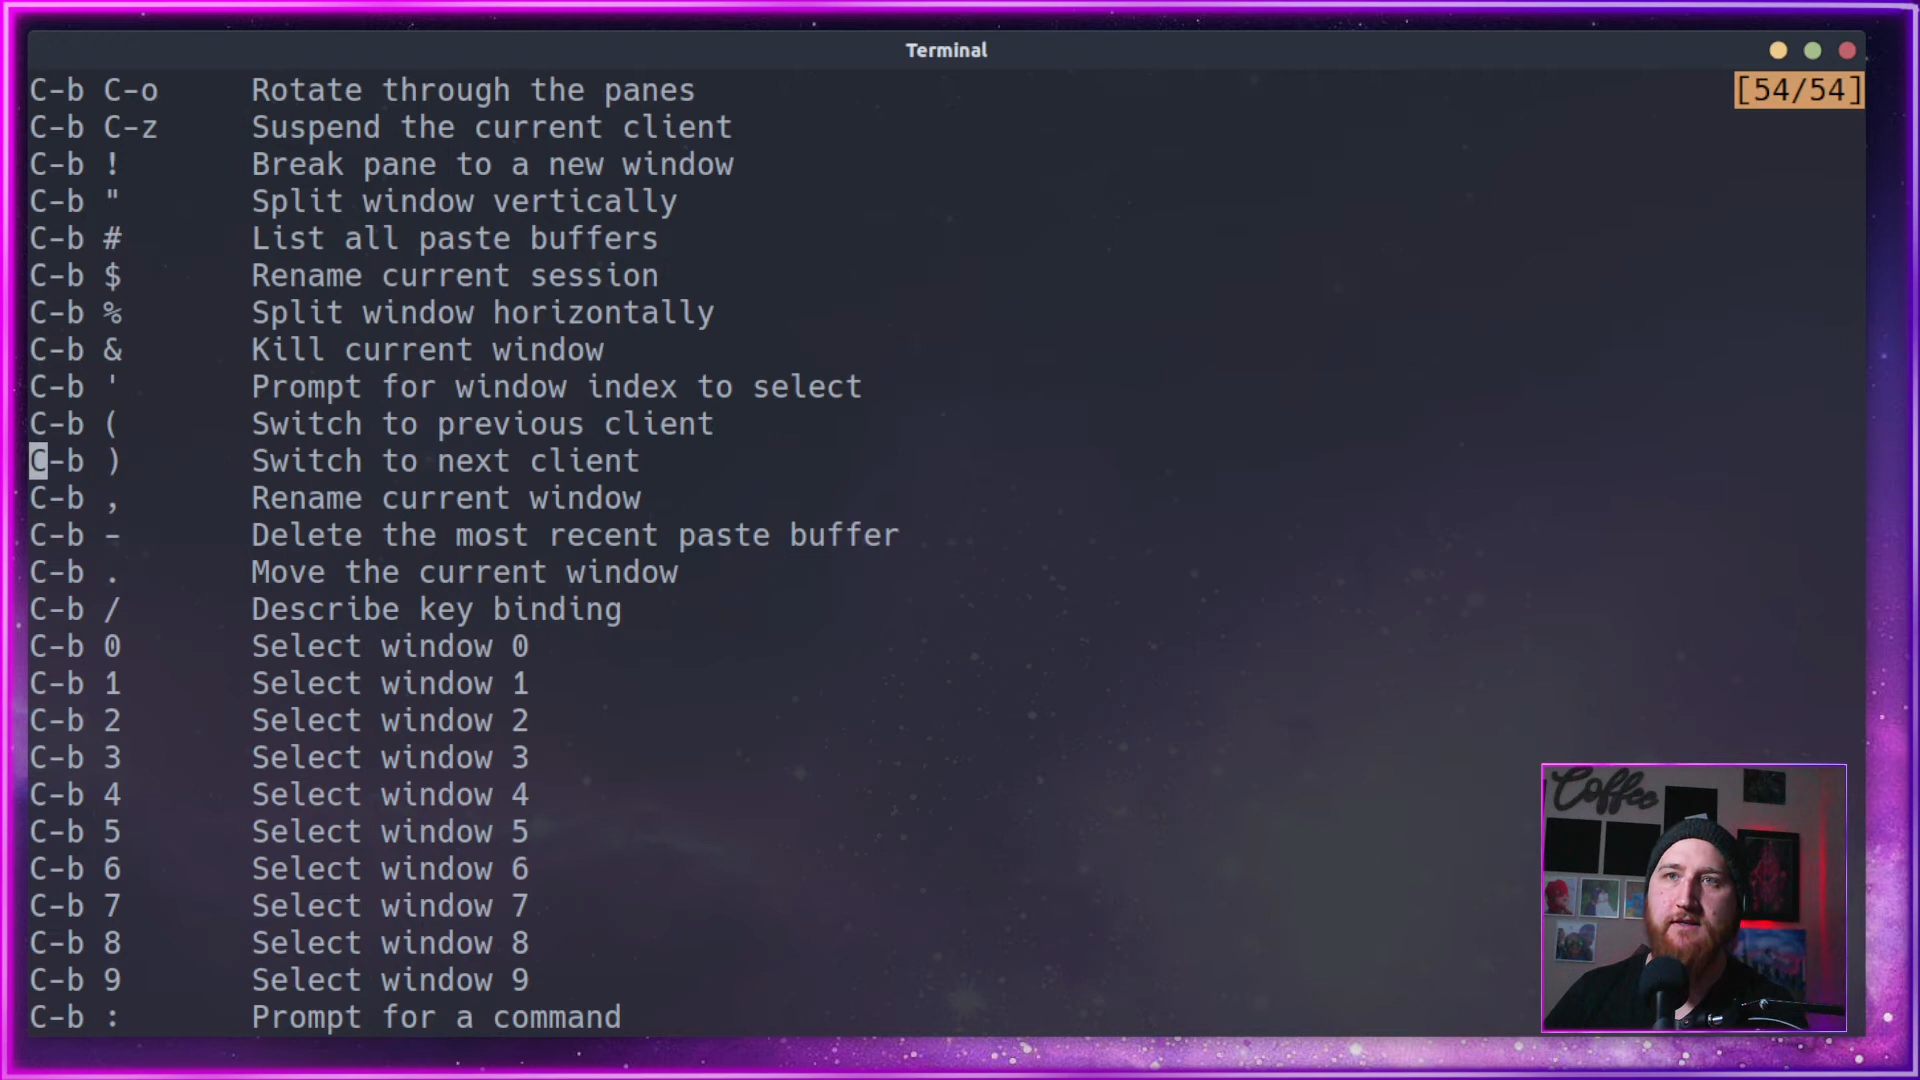 Terminal
[54/54]
C-b C-o Rotate through the panes
C-b C-z Suspend the current client
C-b ! Break pane to a new window
C-b " Split window vertically
C-b # List all paste buffers
C-b $ Rename current session
C-b % Split window horizontally
C-b & Kill current window
C-b ' Prompt for window index to select
C-b ( Switch to previous client
C-b ) Switch to next client
C-b , Rename current window
C-b - Delete the most recent paste buffer
C-b . Move the current window
C-b / Describe key binding
C-b 0 Select window 0
C-b 1 Select window 1
C-b 2 Select window 2
C-b 3 Select window 3
C-b 4 Select window 4
C-b 5 Select window 5
C-b 6 Select window 6
C-b 7 Select window 7
C-b 8 Select window 8
C-b 9 Select window 9
C-b : Prompt for a command
Coffee